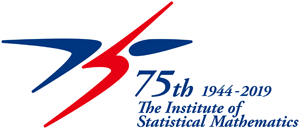 75th 1944-2019
The Institute of
Statistical Mathematics